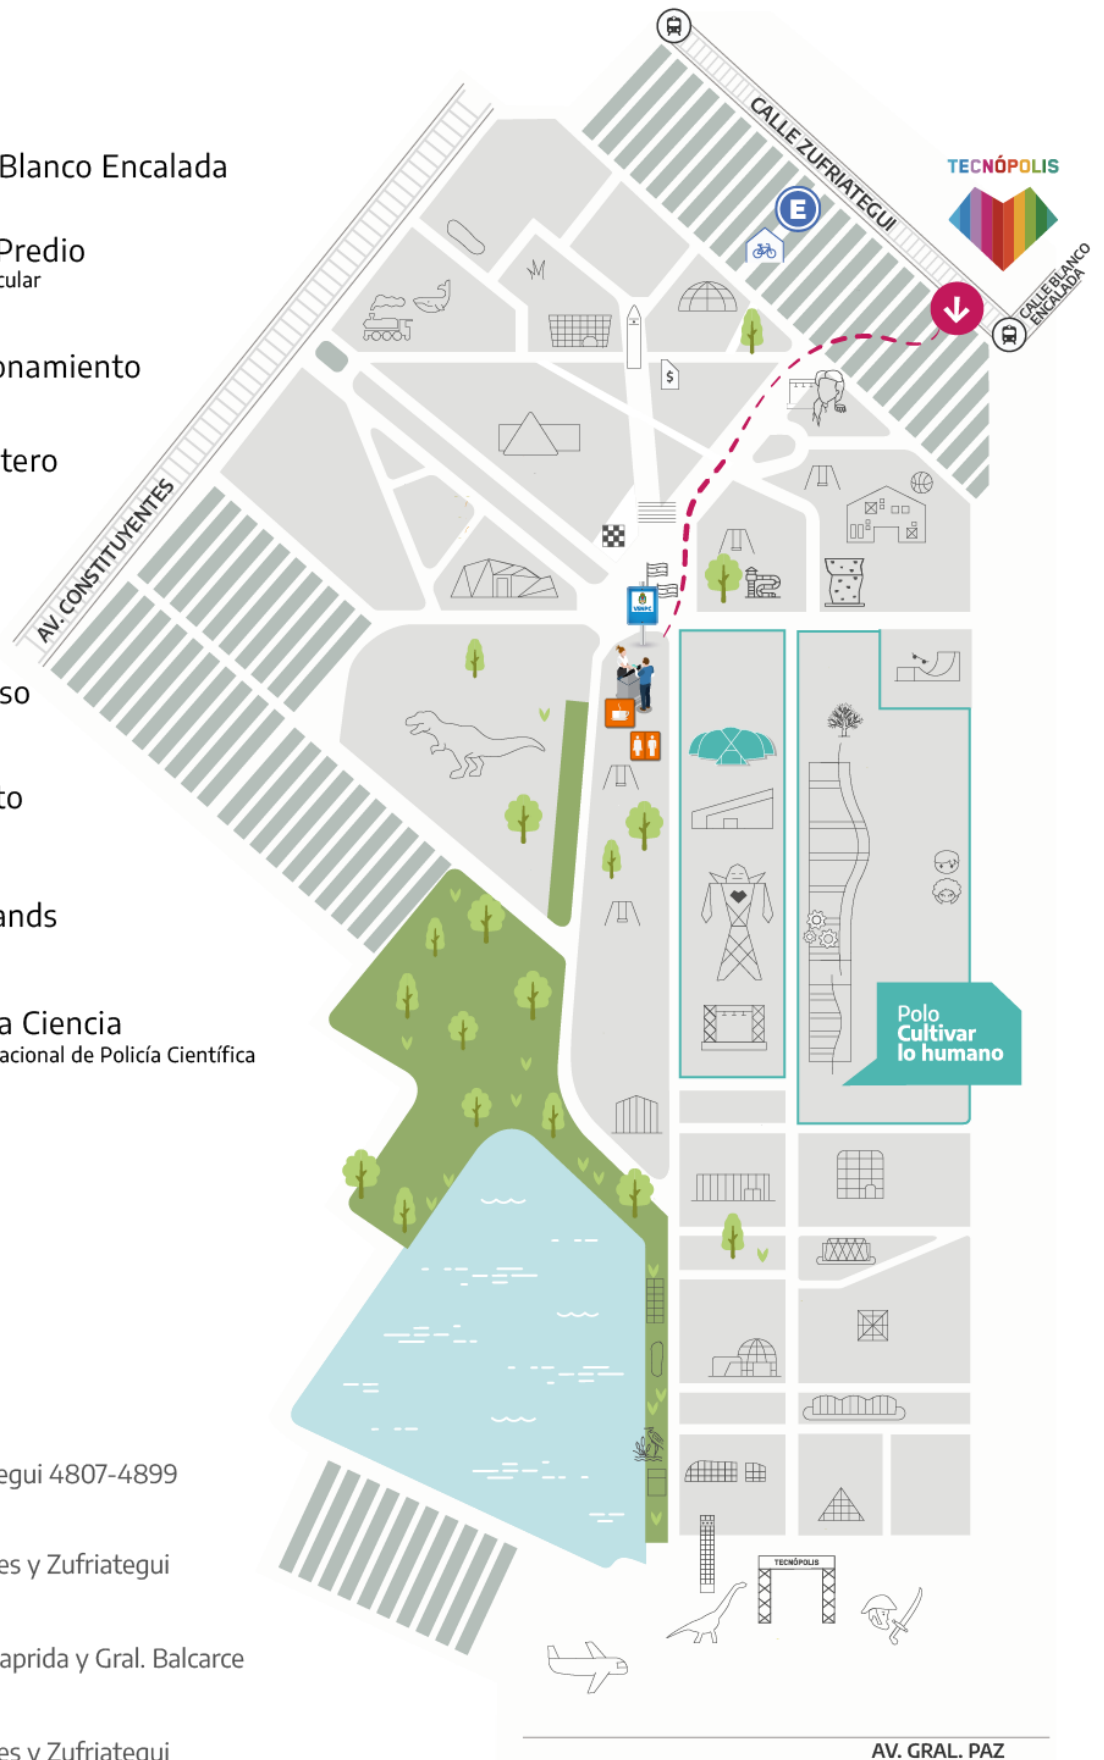 Blanco Encalada
Predio
cular
onamiento
tero
so
to
ands
a Ciencia
acional de Policía Científica
egui 4807-4899
es y Zufriategui
aprida y Gral. Balcarce
es y Zufriategui
CALLE ZUFRIATEGUI
TECNÓPOLIS
E
CALLE BLANCO
ENCALADA
$
AV. CONSTITUYENTES
Polo
Cultivar
lo humano
TECNÓPOLIS
AV. GRAL. PAZ